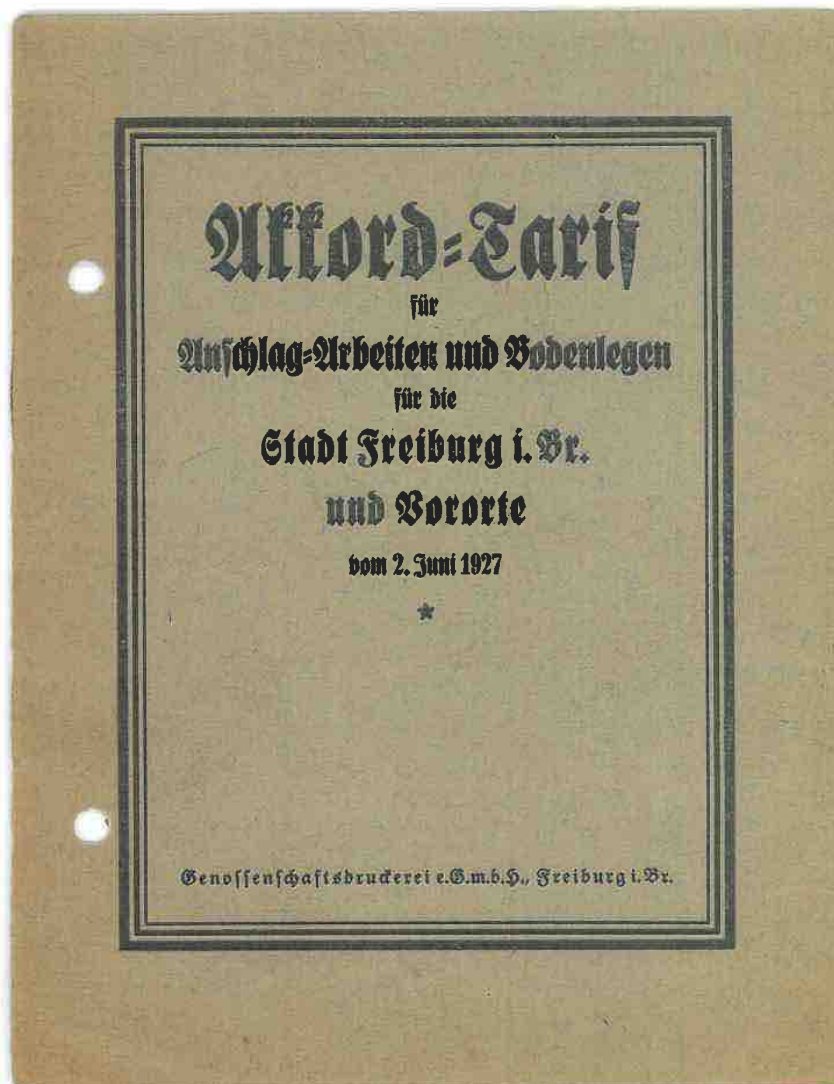 Akkord-Tarif
für
Anschlag-Arbeiten und Bodenlegen
für die
Stadt Freiburg i. Br.
und Vororte
vom 2. Juni 1927
*
Genossenschaftsdruckerei e.G.m.b.H., Freiburg i. Br.